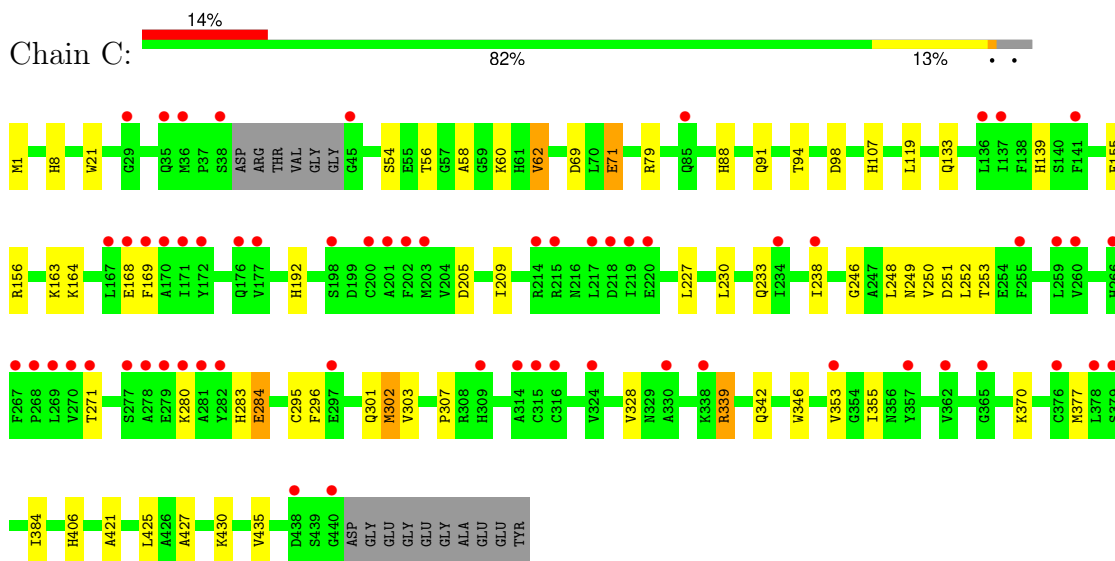 14%
Chain C:
82% 13% • •
M1 H8 W21 G29 Q35 M36 P37 S38 ASP ARG THR VAL GLY GLY G45 S54 E55 T56 G57 A58 G59 K60 H61 V62 D69 L70 E71 R79 Q85 H88 Q91 T94 D98 H107 L119 Q133 L136 I137 F138 H139 S140 F141 E155
R156 K163 K164 L167 E168 F169 A170 I171 Y172 Q176 V177 H192 S198 D199 C200 A201 F202 M203 V204 D205 I209 R214 R215 N216 L217 D218 I219 E220 L227 L230 Q233 I234 I238 G246 A247 L248 N249 V250 D251 L252 T253 E254 F255 L259 V260 H266
F267 P268 L269 V270 T271 S277 A278 E279 K280 A281 Y282 H283 E284 C295 F296 E297 Q301 M302 V303 P307 R308 H309 A314 C315 C316 V324 V328 N329 A330 K338 R339 Q342 W346 V353 G354 I355 N356 Y357 V362 G365 K370 C376 M377 L378 S379
I384 H406 A421 L425 A426 A427 K430 V435 D438 S439 G440 ASP GLY GLU GLY GLU GLY ALA GLU GLU TYR